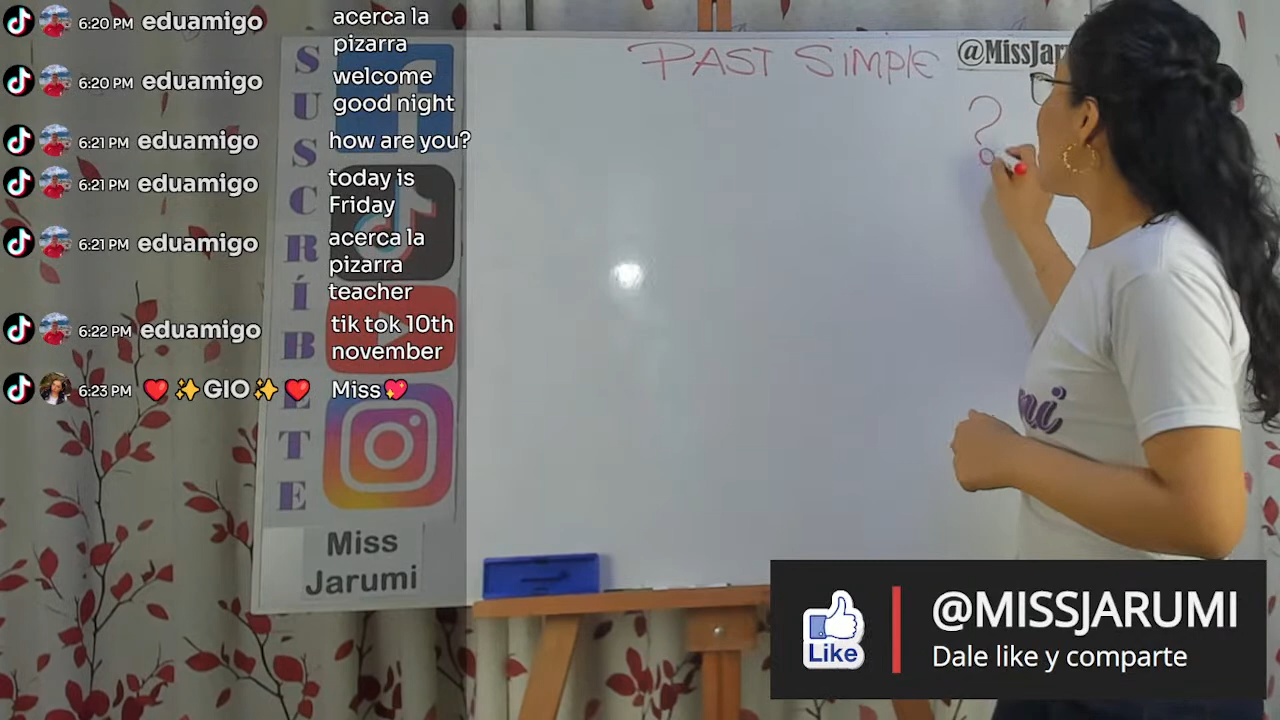 6:20 PM eduamigo acerca la
pizarra
6:20 PM eduamigo welcome
good night
6:21 PM eduamigo how are you?
6:21 PM eduamigo today is
Friday
6:21 PM eduamigo acerca la
pizarra
teacher
6:22 PM eduamigo tik tok 10th
november
6:23 PM ❤️✨GIO✨❤️ Miss💖
S
U
S
C
R
Í
B
E
T
E
Miss
Jarumi
PAST SIMPLE
?
@MissJar
mi
Like
@MISSJARUMI
Dale like y comparte